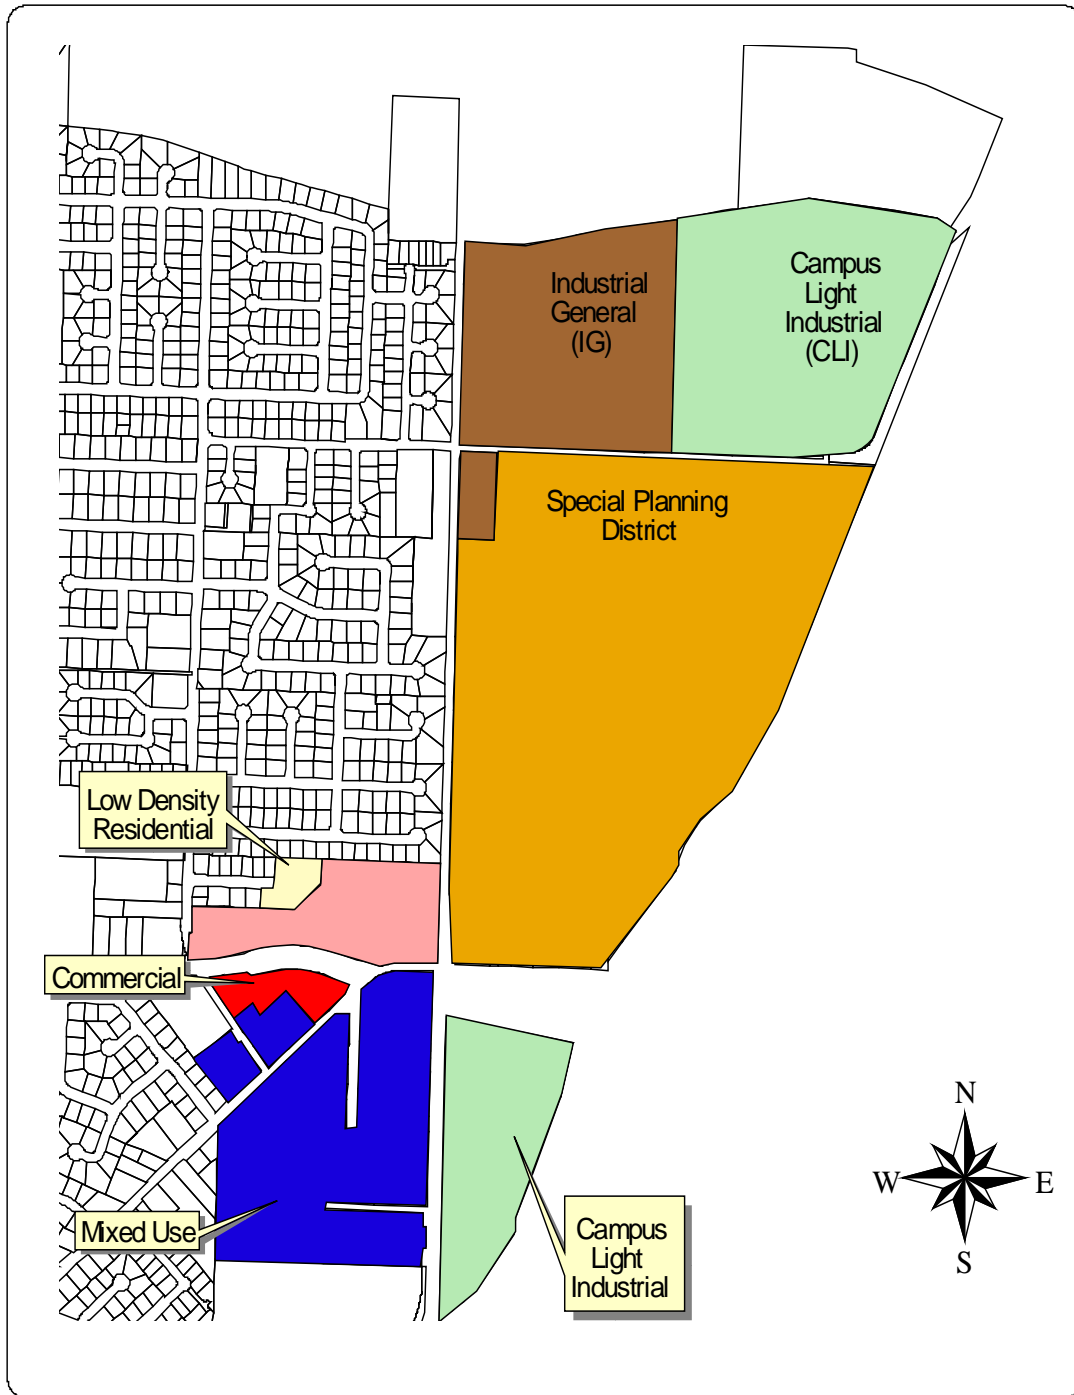 Industrial
General
(IG)
Campus
Light
Industrial
(CLI)
Special Planning
District
Low Density
Residential
Commercial
Mixed Use
Campus
Light
Industrial
N
W
E
S